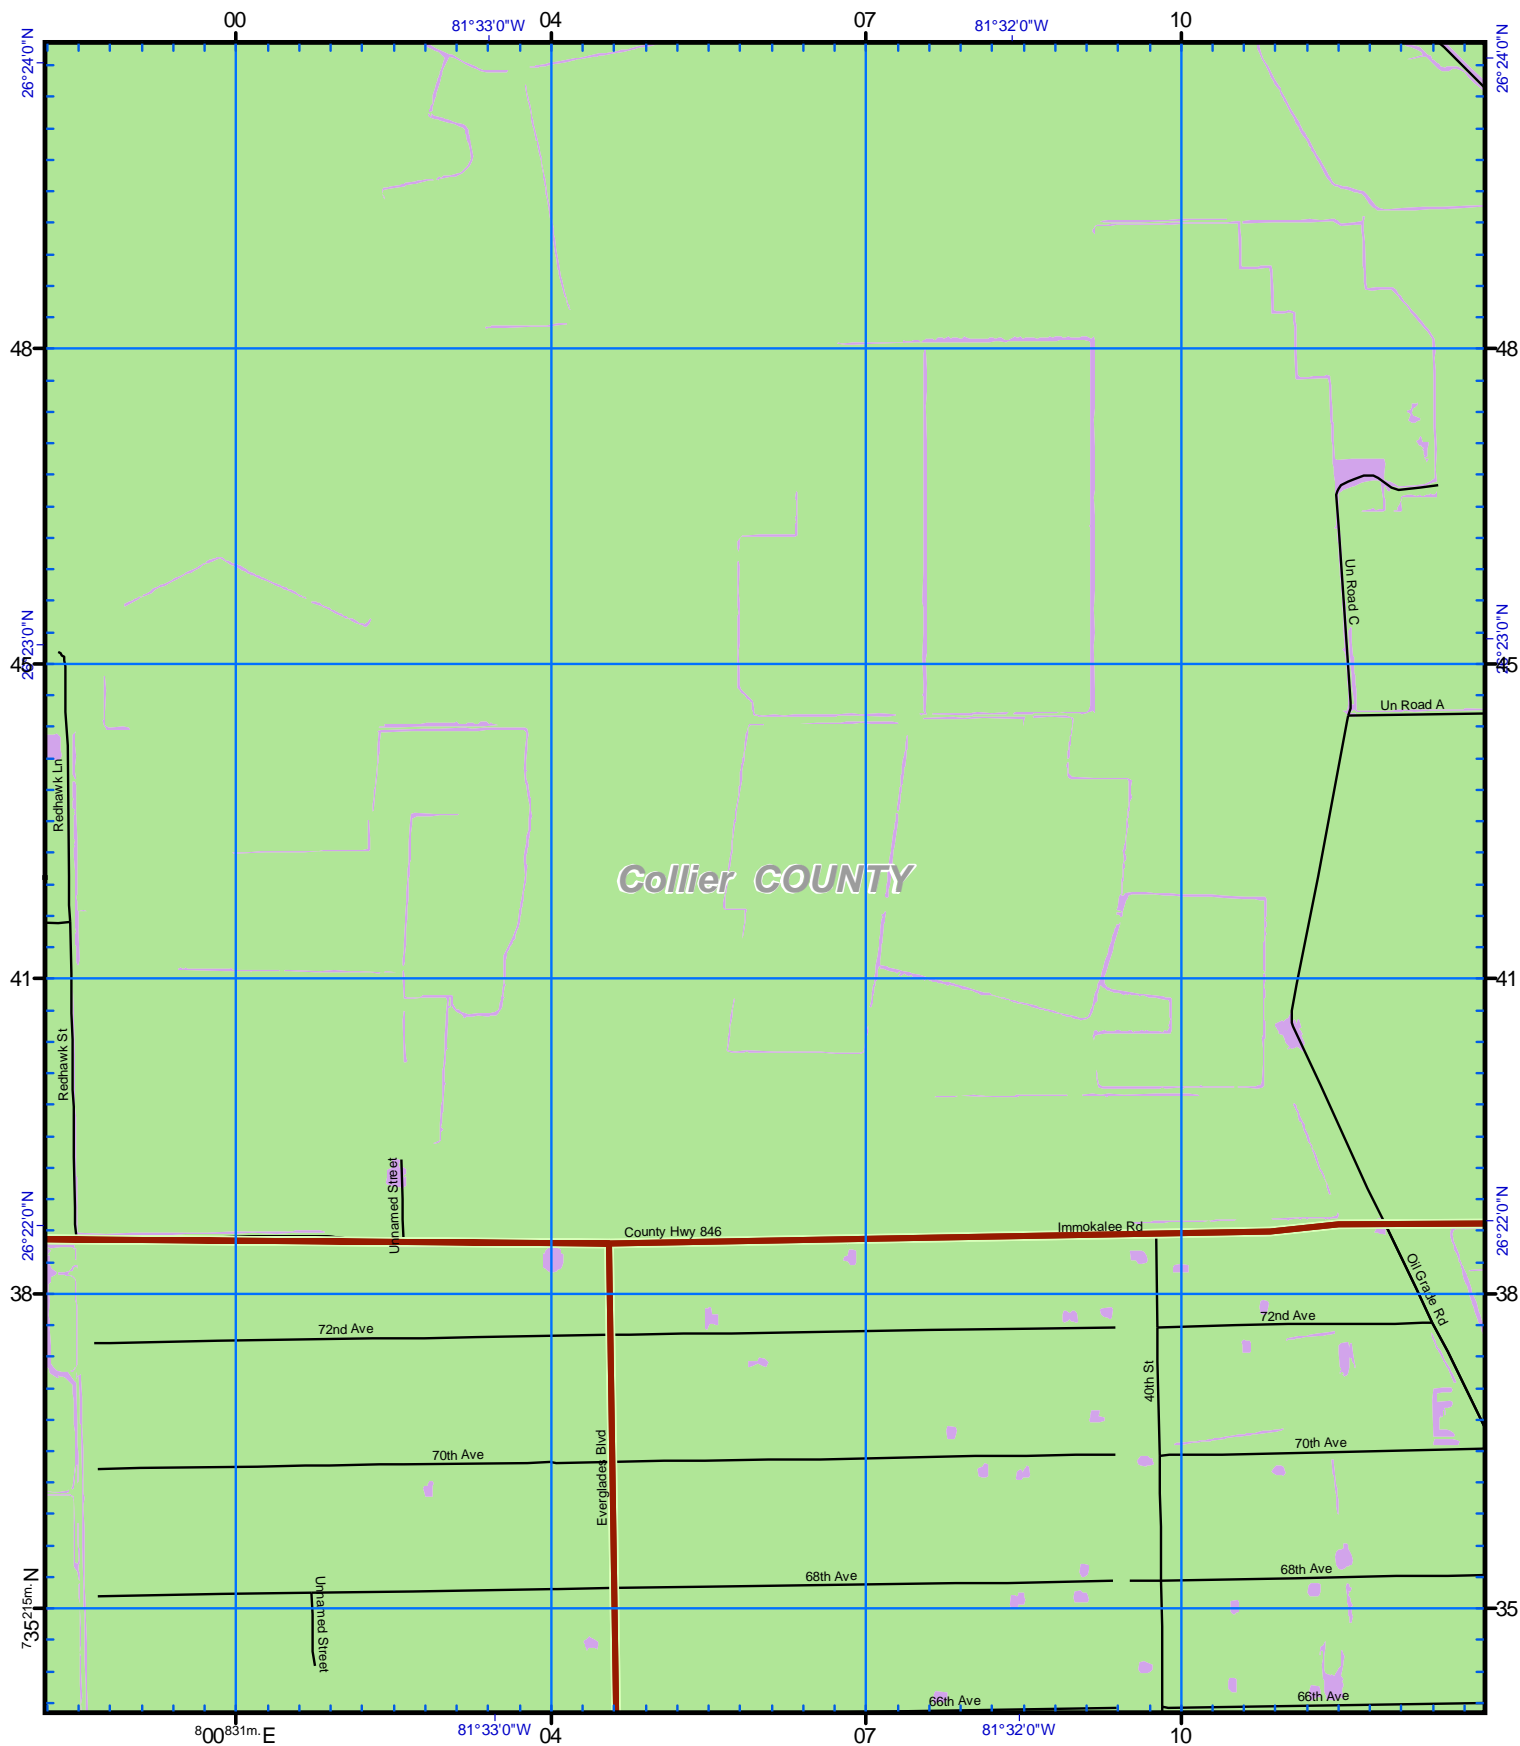 00
81°33'0"W
04
07
81°32'0"W
10
26°24'0"N
26°24'0"N
48
48
Un Road C
26°23'0"N
26°23'0"N
45
45
Un Road A
Redhawk Ln
Collier COUNTY
41
41
Redhawk St
Unnamed Street
26°22'0"N
26°22'0"N
County Hwy 846
Immokalee Rd
Oil Grade Rd
38
38
72nd Ave
72nd Ave
40th St
70th Ave
70th Ave
Everglades Blvd
68th Ave
68th Ave
Unnamed Street
735215m. N
35
66th Ave
66th Ave
00831m. E
81°33'0"W
04
07
81°32'0"W
10